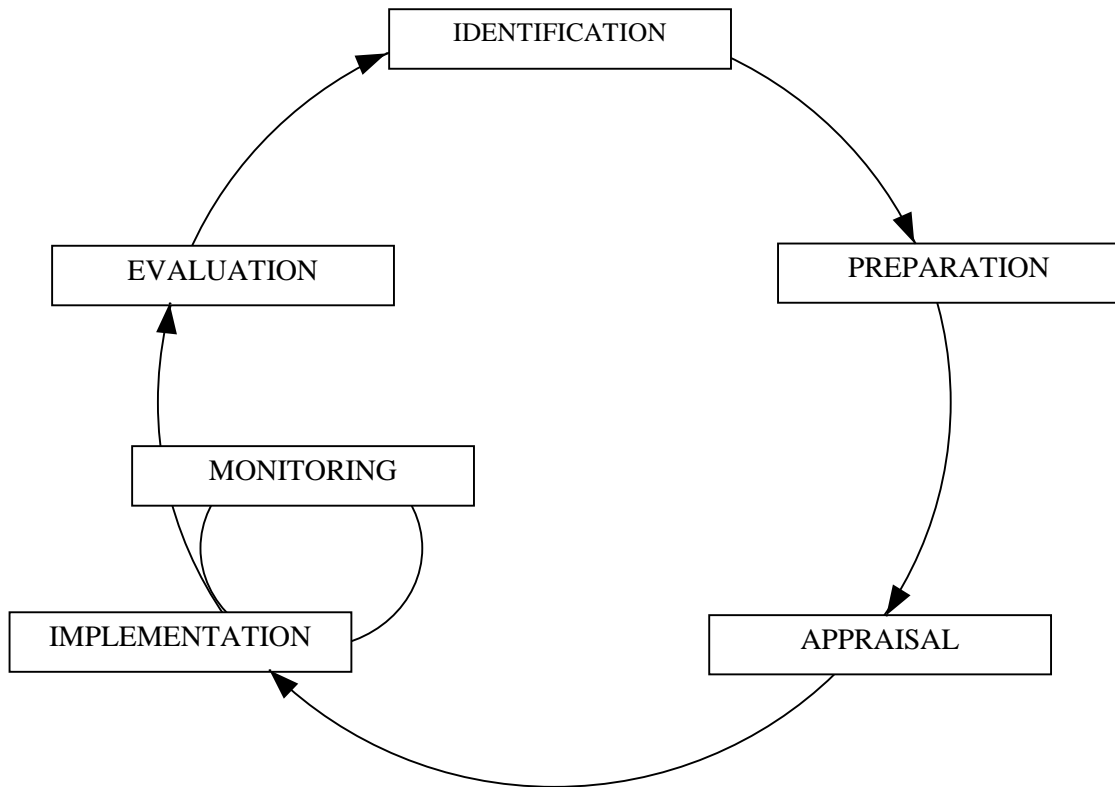 IDENTIFICATION
EVALUATION
PREPARATION
MONITORING
IMPLEMENTATION
APPRAISAL